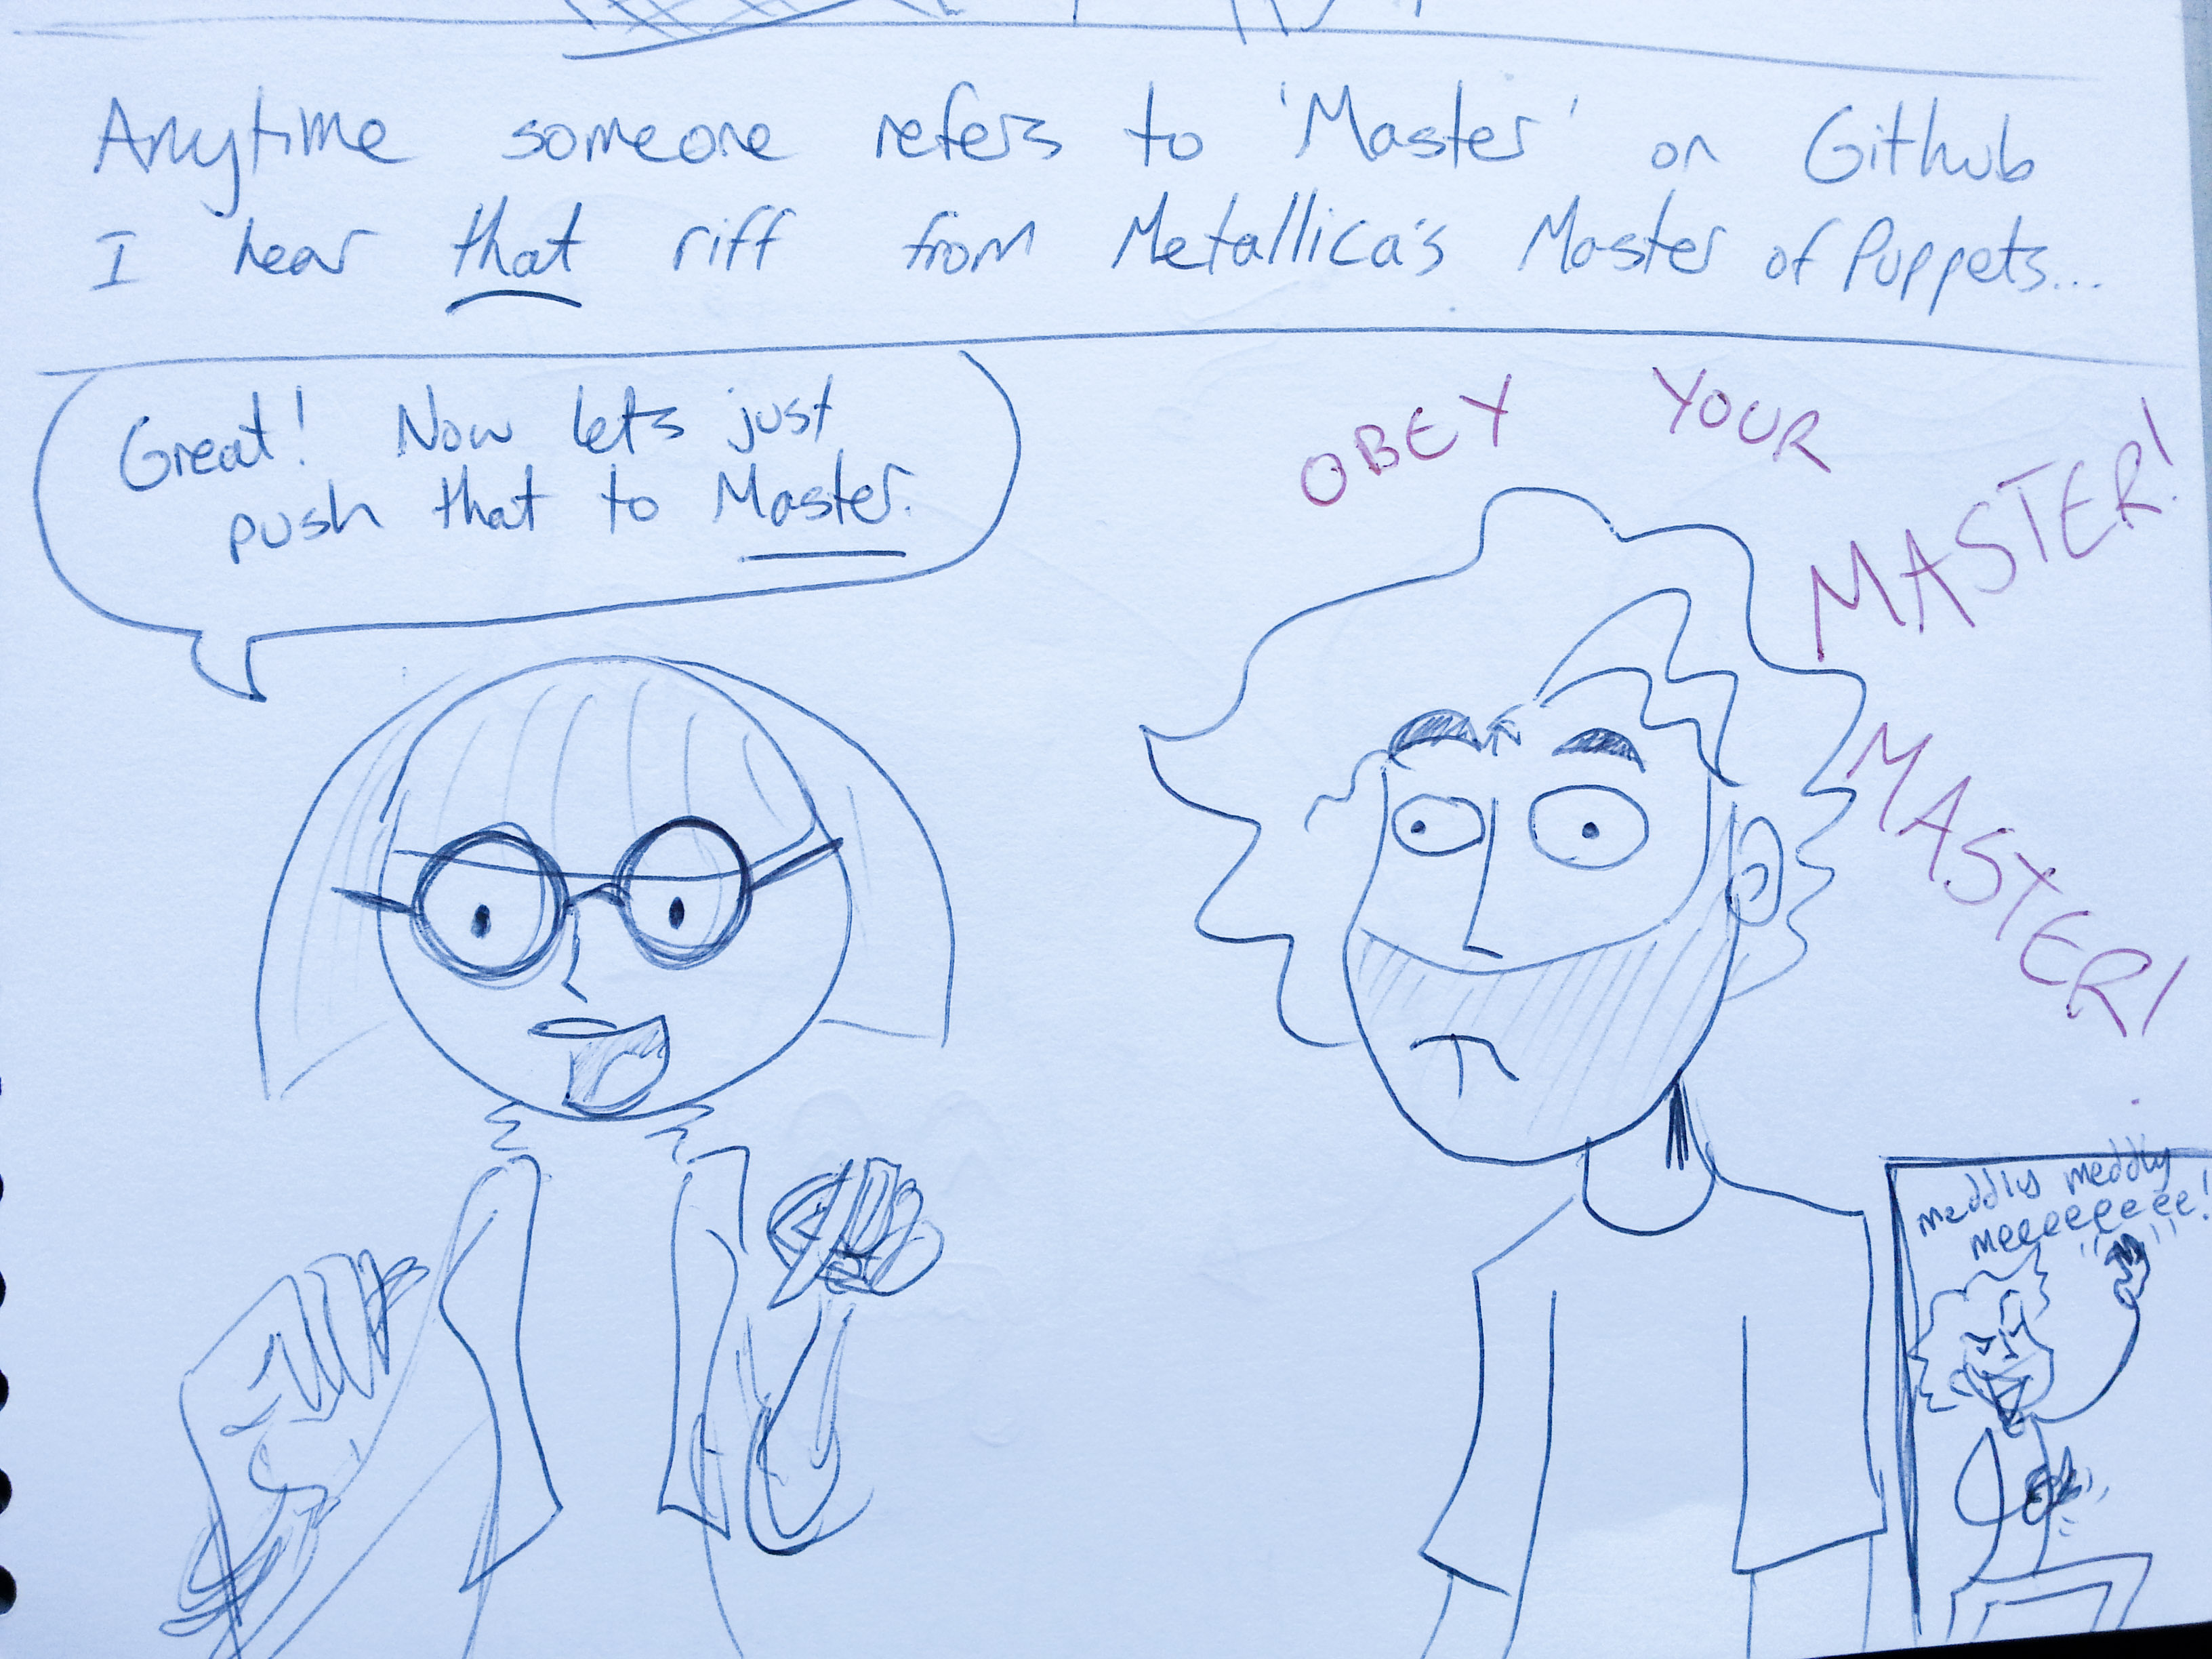 Anytime someone refers to 'Master' on Github
I hear that riff from Metallica's Master of Puppets...
Great! Now lets just
push that to Master.
OBEY YOUR
MASTER!
MASTER!
meddly meddly
meeeeeeee!